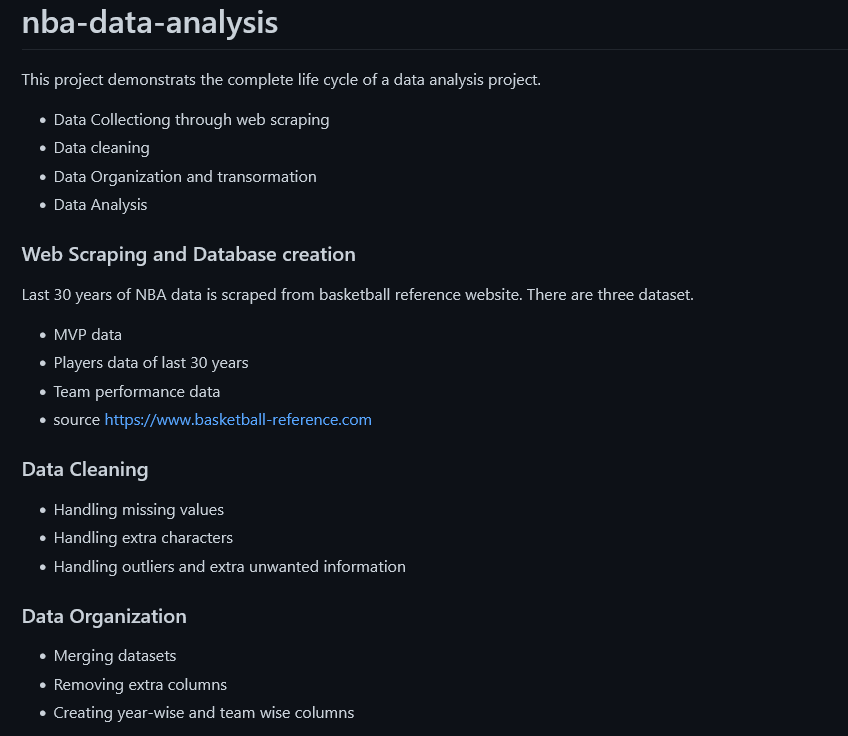 nba-data-analysis
This project demonstrats the complete life cycle of a data analysis project.
Data Collectiong through web scraping
Data cleaning
Data Organization and transormation
Data Analysis
Web Scraping and Database creation
Last 30 years of NBA data is scraped from basketball reference website. There are three dataset.
MVP data
Players data of last 30 years
Team performance data
source https://www.basketball-reference.com
Data Cleaning
Handling missing values
Handling extra characters
Handling outliers and extra unwanted information
Data Organization
Merging datasets
Removing extra columns
Creating year-wise and team wise columns